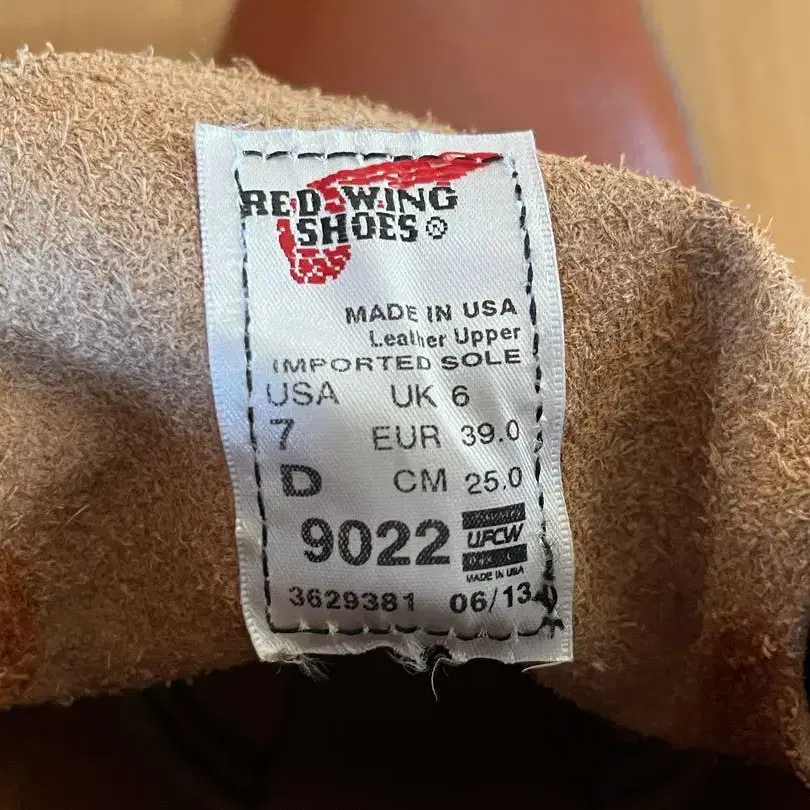 RED WING
SHOES ®
MADE IN USA
Leather Upper
IMPORTED SOLE
USA UK 6
7 EUR 39.0
D CM 25.0
9022 UFCW
MADE IN USA
3629381 06/13